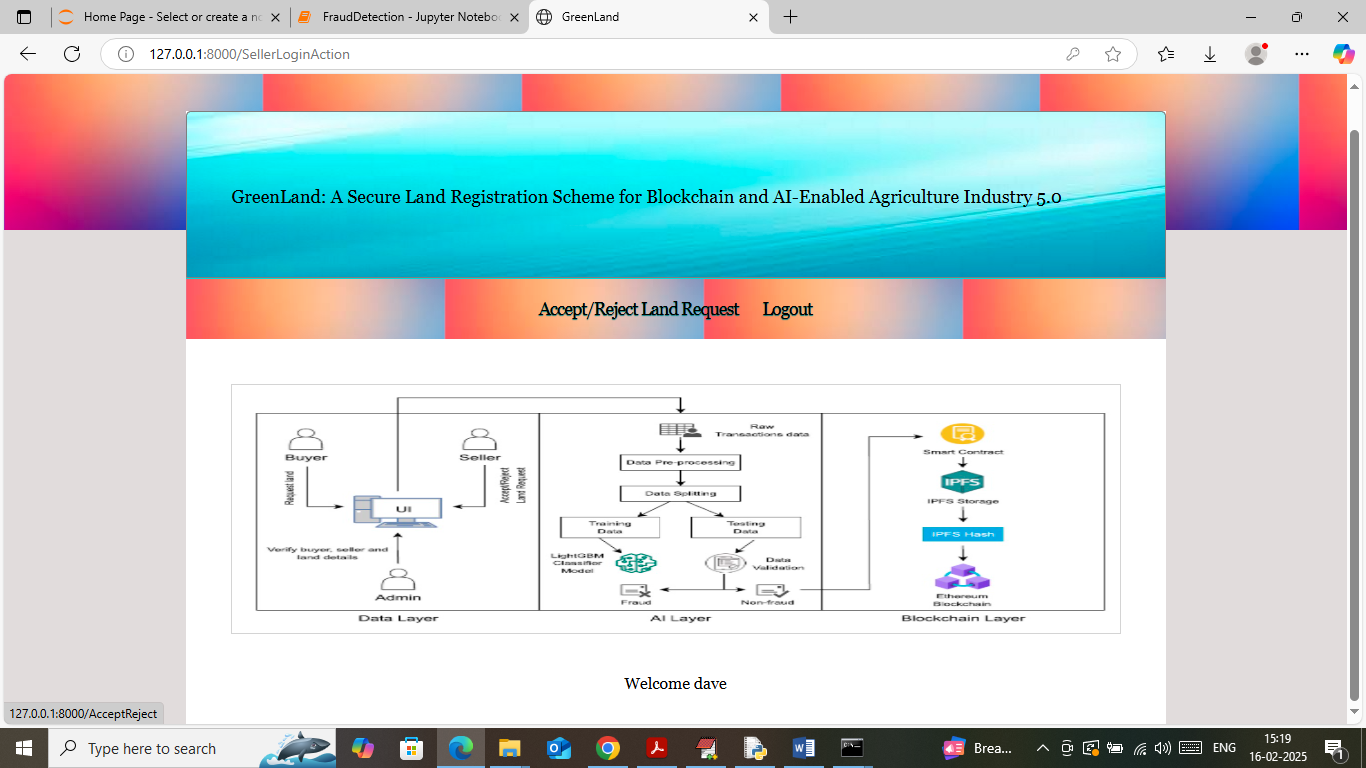 Home Page - Select or create a no
FraudDetection - Jupyter Noteboo
GreenLand
127.0.0.1:8000/SellerLoginAction
GreenLand: A Secure Land Registration Scheme for Blockchain and AI-Enabled Agriculture Industry 5.0
Accept/Reject Land Request
Logout
Buyer
Seller
Request land
Accept/Reject
Land Request
UI
Verify buyer, seller and
land details
Admin
Data Layer
Raw
Transactions data
Data Pre-processing
Data Splitting
Training
Data
Testing
Data
LightGBM
Classifier
Model
Data
Validation
Fraud
Non-fraud
AI Layer
Smart Contract
IPFS
IPFS Storage
IPFS Hash
Ethereum
Blockchain
Blockchain Layer
Welcome dave
127.0.0.1:8000/AcceptReject
Type here to search
Brea...
ENG
15:19
16-02-2025
1